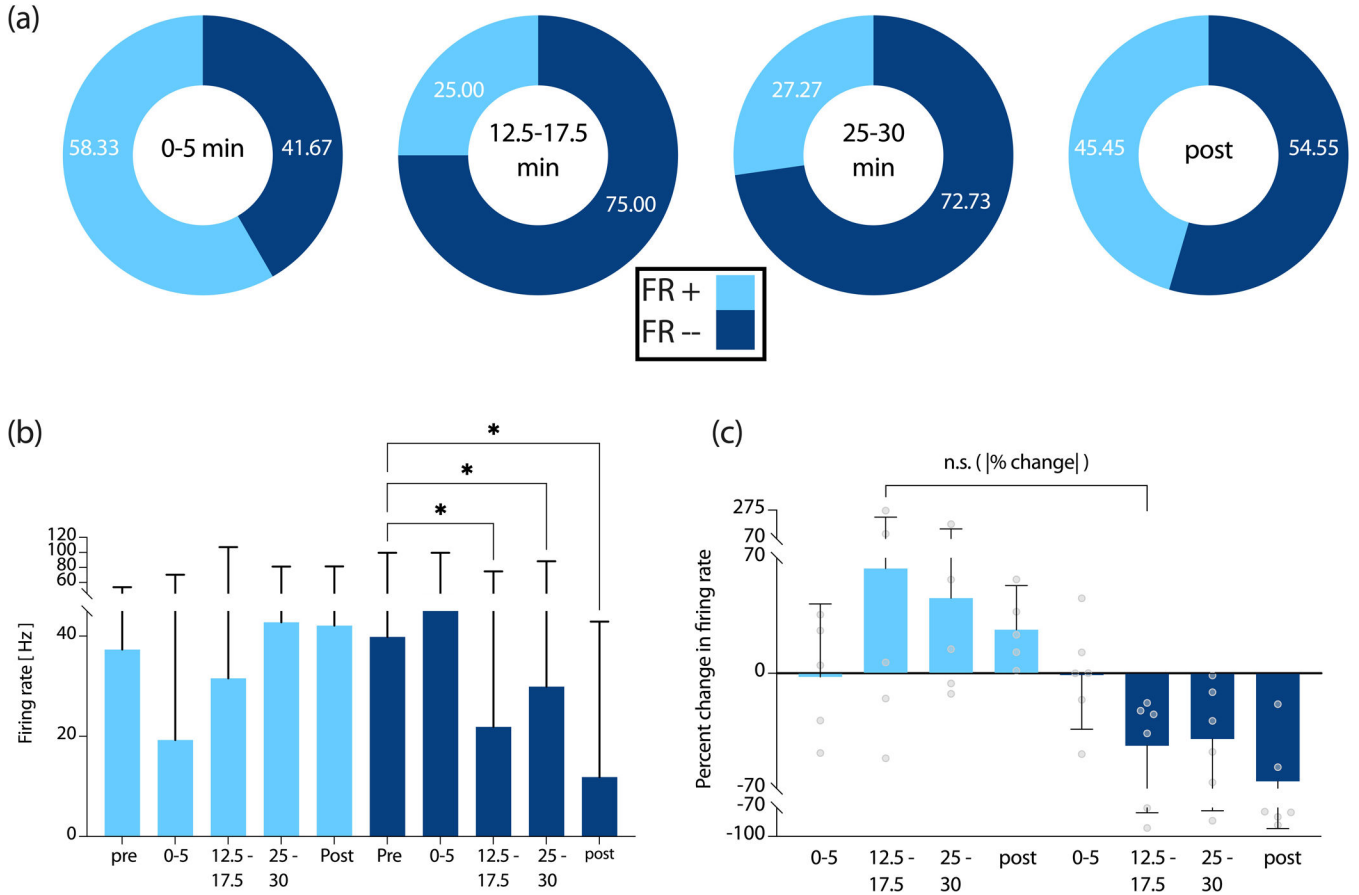 (a)
58.33
0-5 min
41.67
25.00
12.5-17.5
min
75.00
27.27
25-30
min
72.73
45.45
post
54.55
FR +
FR --
(b)
*
*
*
Firing rate [ Hz ]
120
100
80
60
40
20
0
pre
0-5
12.5 -
17.5
25 -
30
Post
Pre
0-5
12.5 -
17.5
25 -
30
post
(c)
n.s. ( |% change| )
Percent change in firing rate
275
70
70
0
-70
-70
-100
0-5
12.5 -
17.5
25 -
30
post
0-5
12.5 -
17.5
25 -
30
post